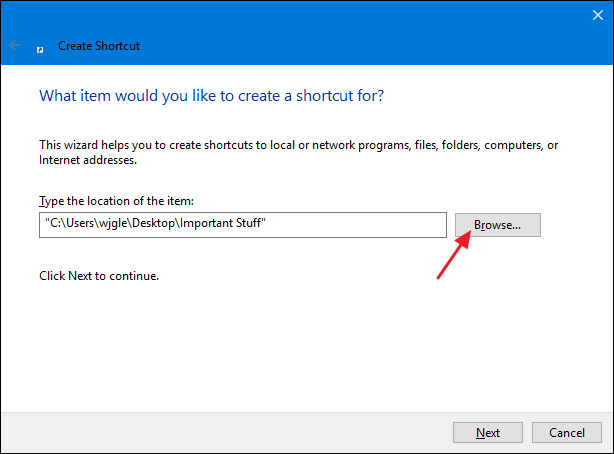 Create Shortcut
What item would you like to create a shortcut for?
This wizard helps you to create shortcuts to local or network programs, files, folders, computers, or
Internet addresses.
Type the location of the item:
"C:\Users\wjgle\Desktop\Important Stuff"
Browse...
Click Next to continue.
Next
Cancel